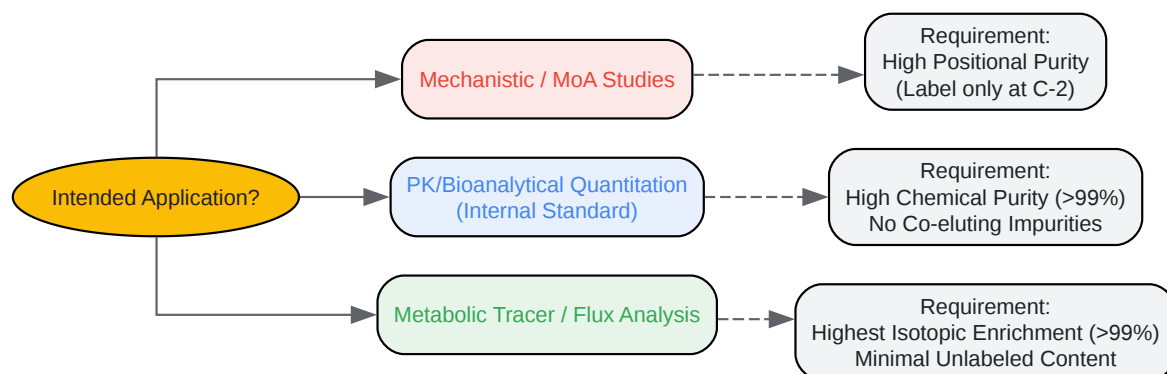 Intended Application?
Mechanistic / MoA Studies
Requirement:
High Positional Purity
(Label only at C-2)
PK/Bioanalytical Quantitation
(Internal Standard)
Requirement:
High Chemical Purity (>99%)
No Co-eluting Impurities
Metabolic Tracer / Flux Analysis
Requirement:
Highest Isotopic Enrichment (>99%)
Minimal Unlabeled Content